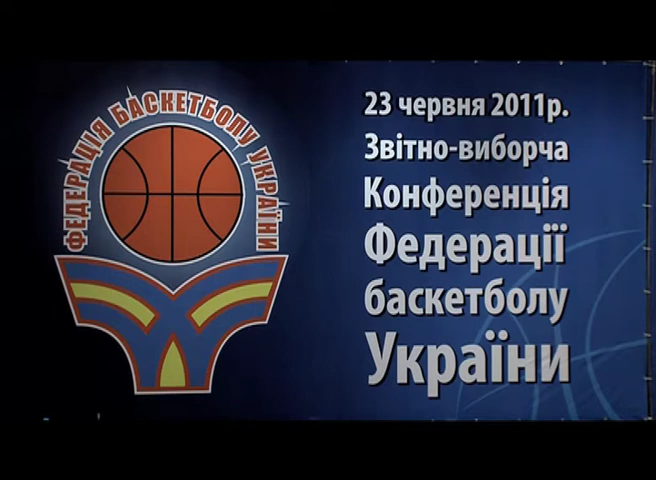 ФЕДЕРАЦІЯ БАСКЕТБОЛУ УКРАЇНИ
23 червня 2011р.
Звітно-виборча
Конференція
Федерації
баскетболу
України